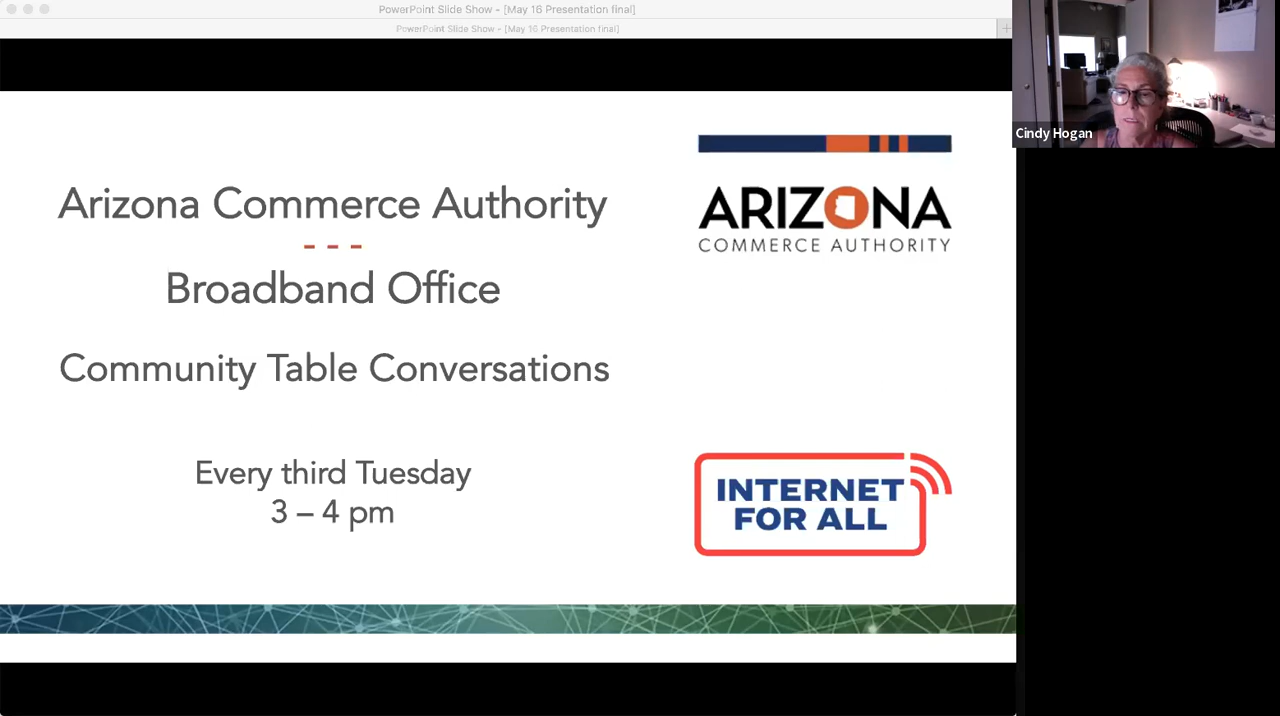 PowerPoint Slide Show - [May 16 Presentation final]
PowerPoint Slide Show - [May 16 Presentation final]
Cindy Hogan
Arizona Commerce Authority
- - -
Broadband Office
Community Table Conversations
Every third Tuesday
3 – 4 pm
ARIZONA
COMMERCE AUTHORITY
INTERNET
FOR ALL